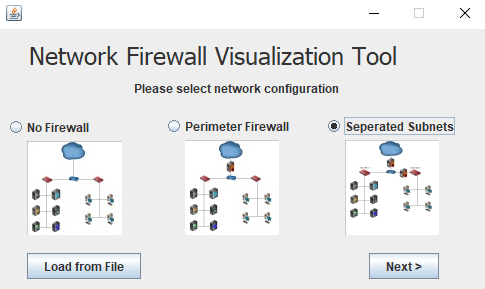 Network Firewall Visualization Tool
Please select network configuration
No Firewall
Perimeter Firewall
Seperated Subnets
Load from File
Next >